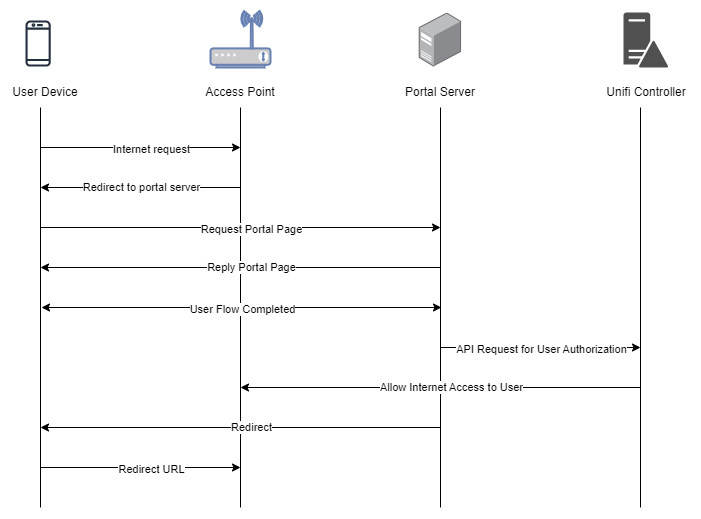 User Device
Access Point
Portal Server
Unifi Controller
Internet request
Redirect to portal server
Request Portal Page
Reply Portal Page
User Flow Completed
API Request for User Authorization
Allow Internet Access to User
Redirect
Redirect URL